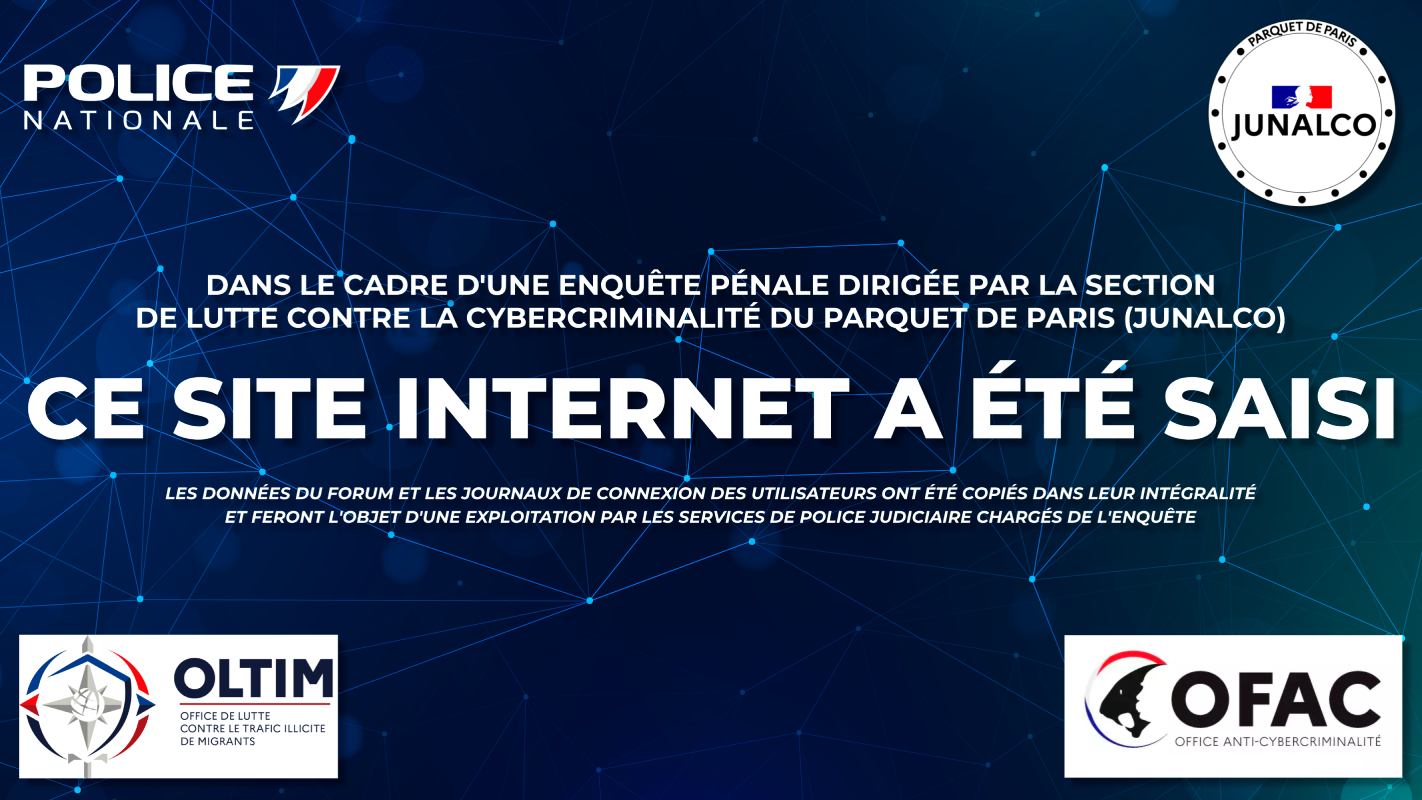 POLICE
NATIONALE
PARQUET DE PARIS
JUNALCO
DANS LE CADRE D'UNE ENQUÊTE PÉNALE DIRIGÉE PAR LA SECTION
DE LUTTE CONTRE LA CYBERCRIMINALITÉ DU PARQUET DE PARIS (JUNALCO)
CE SITE INTERNET A ÉTÉ SAISI
LES DONNÉES DU FORUM ET LES JOURNAUX DE CONNEXION DES UTILISATEURS ONT ÉTÉ COPIÉS DANS LEUR INTÉGRALITÉ
ET FERONT L'OBJET D'UNE EXPLOITATION PAR LES SERVICES DE POLICE JUDICIAIRE CHARGÉS DE L'ENQUÊTE
OLTIM
OFFICE DE LUTTE
CONTRE LE TRAFIC ILLICITE
DE MIGRANTS
OFAC
OFFICE ANTI-CYBERCRIMINALITÉ